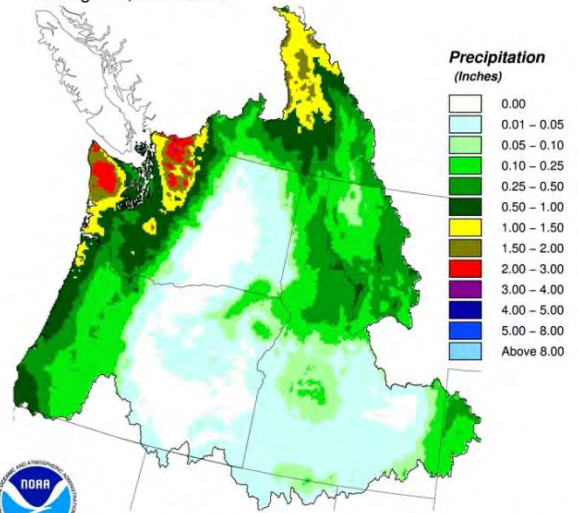 Precipitation
(Inches)
0.00
0.01 – 0.05
0.05 – 0.10
0.10 – 0.25
0.25 – 0.50
0.50 – 1.00
1.00 – 1.50
1.50 – 2.00
2.00 – 3.00
3.00 – 4.00
4.00 – 5.00
5.00 – 8.00
Above 8.00
NOAA